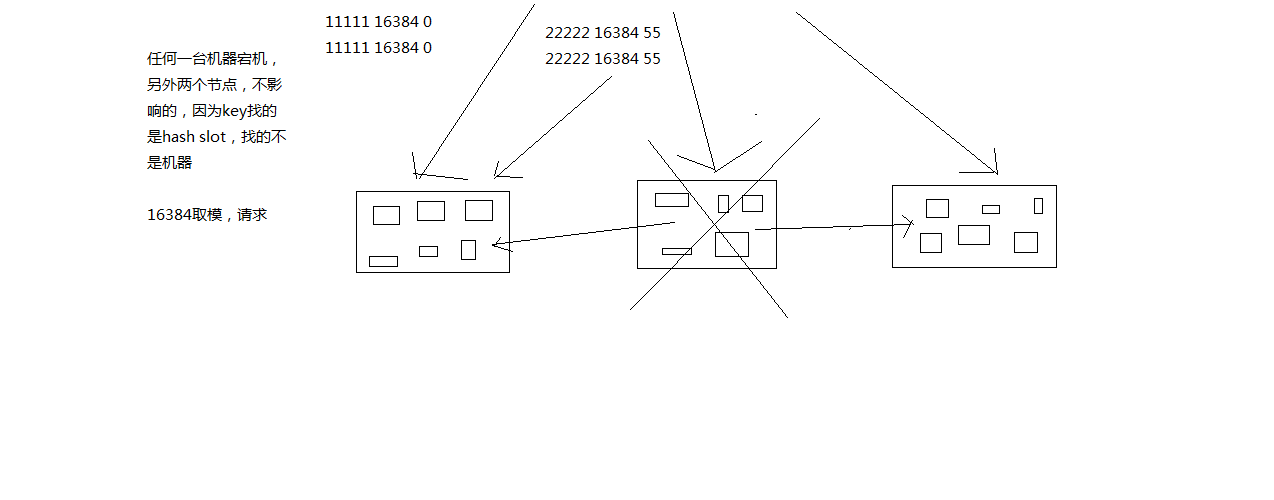 11111 16384 0
11111 16384 0
22222 16384 55
22222 16384 55
任何一台机器宕机，
另外两个节点，不影
响的，因为key找的
是hash slot，找的不
是机器
16384取模，请求